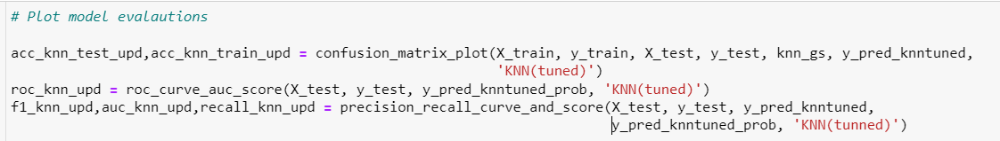 # Plot model evalautions
acc_knn_test_upd,acc_knn_train_upd = confusion_matrix_plot(X_train, y_train, X_test, y_test, knn_gs, y_pred_knntuned,
'KNN(tuned)')
roc_knn_upd = roc_curve_auc_score(X_test, y_test, y_pred_knntuned_prob, 'KNN(tuned)')
f1_knn_upd,auc_knn_upd,recall_knn_upd = precision_recall_curve_and_score(X_test, y_test, y_pred_knntuned,
y_pred_knntuned_prob, 'KNN(tunned)')